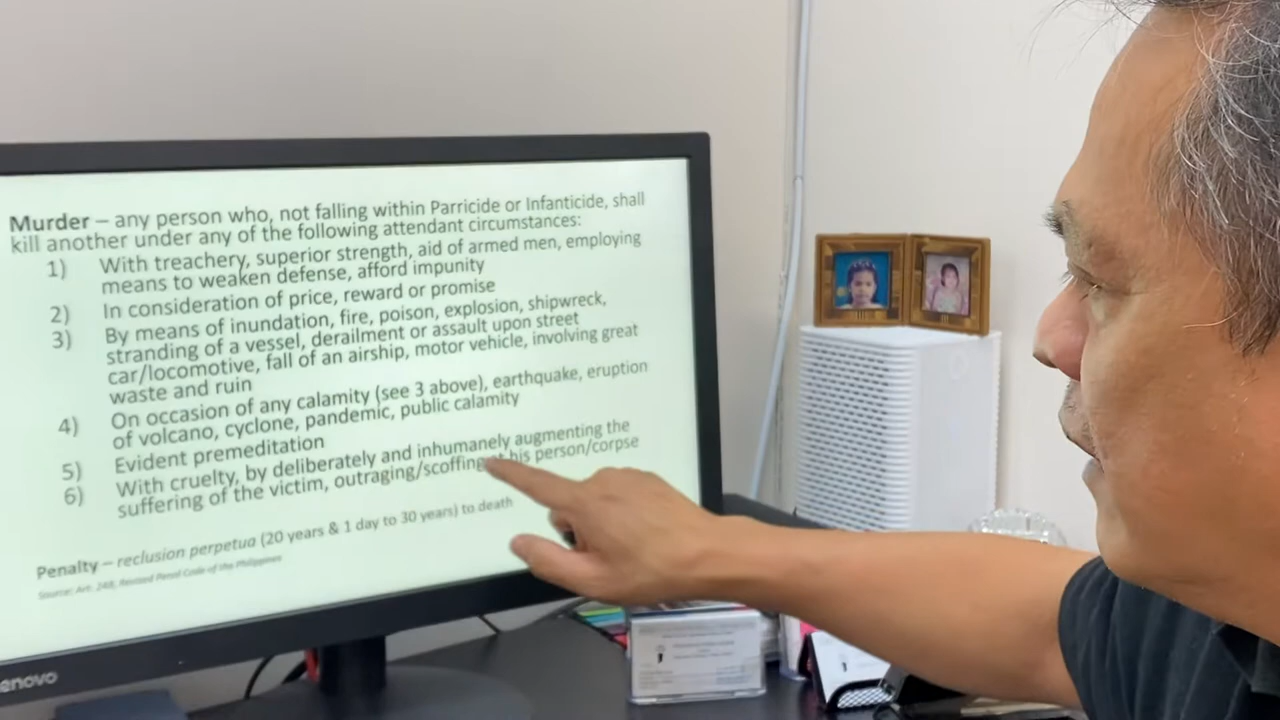 Murder – any person who, not falling within Parricide or Infanticide, shall
kill another under any of the following attendant circumstances:
1) With treachery, superior strength, aid of armed men, employing
means to weaken defense, afford impunity
2) In consideration of price, reward or promise
3) By means of inundation, fire, poison, explosion, shipwreck,
stranding of a vessel, derailment or assault upon street
car/locomotive, fall of an airship, motor vehicle, involving great
waste and ruin
4) On occasion of any calamity (see 3 above), earthquake, eruption
of volcano, cyclone, pandemic, public calamity
5) Evident premeditation
6) With cruelty, by deliberately and inhumanely augmenting the
suffering of the victim, outraging/scoffing at his person/corpse
Penalty – reclusion perpetua (20 years & 1 day to 30 years) to death
Source: Art. 248, Revised Penal Code of the Philippines
enovo